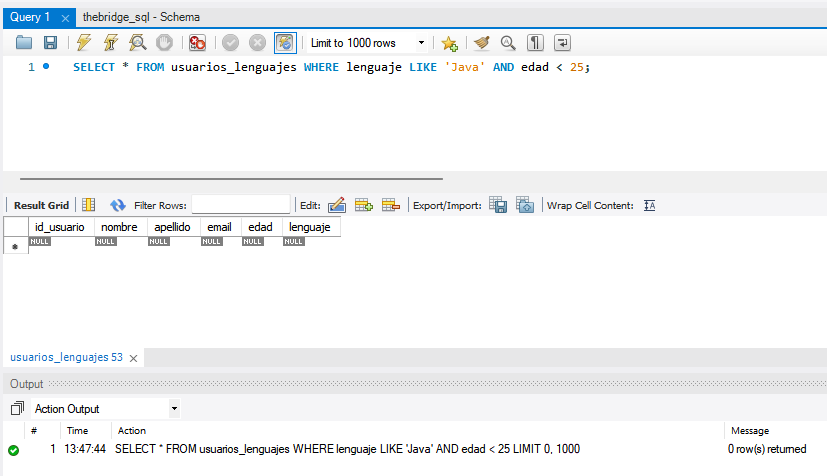 Query 1 thebridge_sql - Schema
Limit to 1000 rows
1 SELECT * FROM usuarios_lenguajes WHERE lenguaje LIKE 'Java' AND edad < 25;
Result Grid Filter Rows: Edit: Export/Import: Wrap Cell Content:
id_usuario nombre apellido email edad lenguaje
NULL NULL NULL NULL NULL NULL
usuarios_lenguajes 53
Output
Action Output
# Time Action Message
1 13:47:44 SELECT * FROM usuarios_lenguajes WHERE lenguaje LIKE 'Java' AND edad < 25 LIMIT 0, 1000 0 row(s) returned